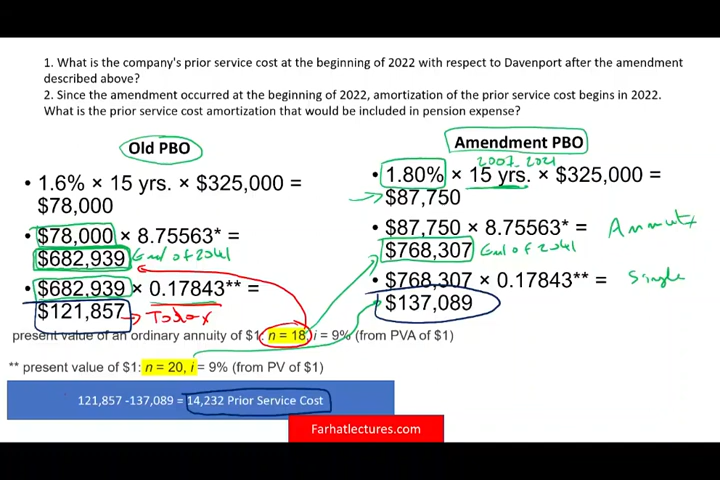 1. What is the company's prior service cost at the beginning of 2022 with respect to Davenport after the amendment
described above?
2. Since the amendment occurred at the beginning of 2022, amortization of the prior service cost begins in 2022.
What is the prior service cost amortization that would be included in pension expense?
Old PBO
• 1.6% × 15 yrs. × $325,000 =
$78,000
• $78,000 × 8.75563* =
$682,939 End of 2041
• $682,939 × 0.17843** =
$121,857 → Today
Amendment PBO
2007-2021
• 1.80% × 15 yrs. × $325,000 =
$87,750
• $87,750 × 8.75563* = Annuity
$768,307 End of 2041
• $768,307 × 0.17843** = Single
$137,089
present value of an ordinary annuity of $1: n = 18, i = 9% (from PVA of $1)
** present value of $1: n = 20, i = 9% (from PV of $1)
121,857 -137,089 = 14,232 Prior Service Cost
Farhatlectures.com